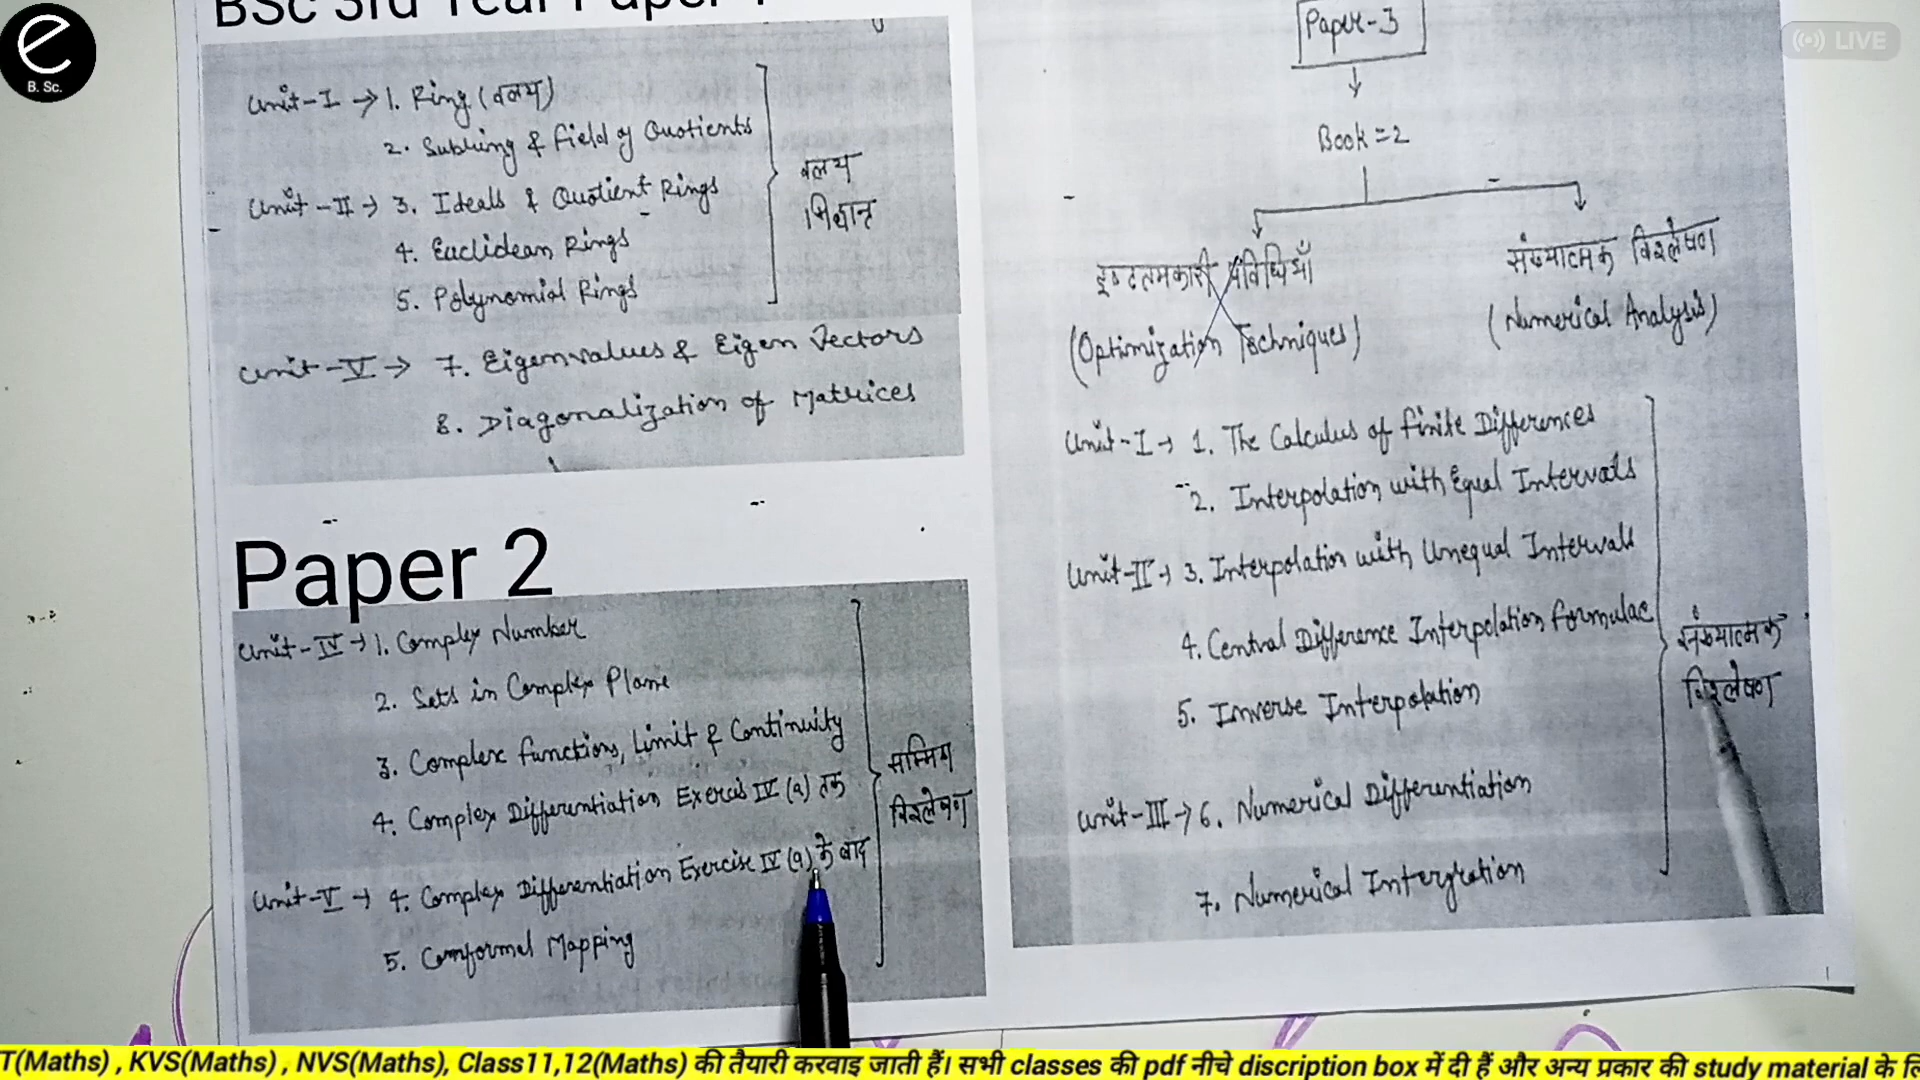 BSc 3rd Year Paper 1
Unit-I → 1. Ring (वलय)
2. Subring & Field of Quotients
Unit-II → 3. Ideals & Quotient Rings
4. Euclidean Rings
5. Polynomial Rings
वलय
सिद्धान्त
Unit-V → 7. Eigenvalues & Eigen Vectors
8. Diagonalization of Matrices
Paper 2
Unit-IV → 1. Complex Number
2. Sets in Complex Plane
3. Complex Functions, Limit & Continuity
4. Complex Differentiation Exercis IV (a) तक
Unit-V → 4. Complex Differentiation Exercise IV (a) के बाद
5. Comformal Mapping
सम्मिश्र
विश्लेषण
Paper-3
Book = 2
इष्टतमकारी प्रविधियाँ
(Optimization Techniques)
संख्यात्मक विश्लेषण
(Numerical Analysis)
Unit-I → 1. The Calculus of Finite Differences
2. Interpolation with Equal Intervals
Unit-II → 3. Interpolation with Unequal Intervals
4. Central Difference Interpolation Formulae
5. Inverse Interpolation
Unit-III → 6. Numerical Differentiation
7. Numerical Intergration
संख्यात्मक
विश्लेषण
e
B. Sc.
LIVE
T(Maths) , KVS(Maths) , NVS(Maths), Class11,12(Maths) की तैयारी करवाइ जाती हैं। सभी classes की pdf नीचे discription box में दी हैं और अन्य प्रकार की study material के लि